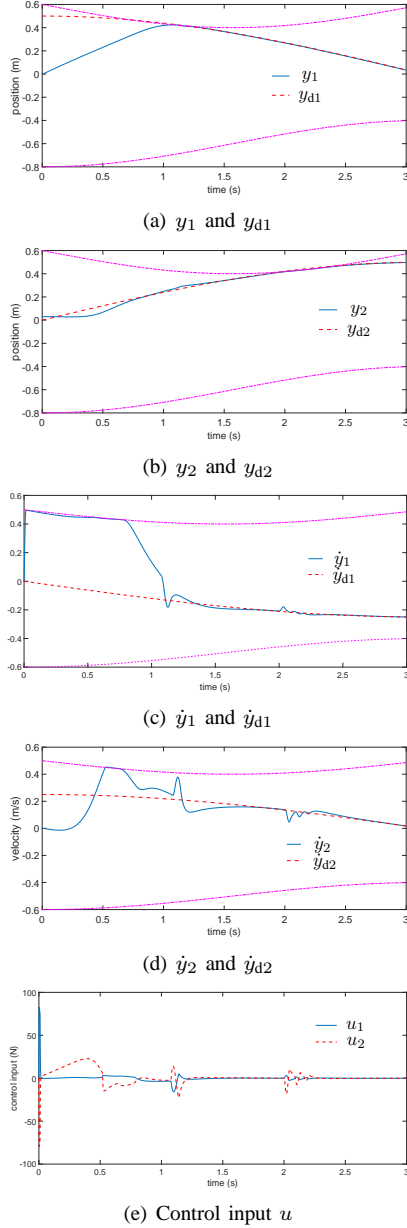 0.6
0.4
0.2
0
-0.2
-0.4
-0.6
-0.8
position (m)
y1
yd1
0 0.5 1 1.5 2 2.5 3
time (s)
(a) y1 and yd1
0.6
0.4
0.2
0
-0.2
-0.4
-0.6
-0.8
position (m)
y2
yd2
0 0.5 1 1.5 2 2.5 3
time (s)
(b) y2 and yd2
0.6
0.4
0.2
0
-0.2
-0.4
-0.6
ẏ1
ẏd1
0 0.5 1 1.5 2 2.5 3
time (s)
(c) ẏ1 and ẏd1
0.6
0.4
0.2
0
-0.2
-0.4
-0.6
velocity (m/s)
ẏ2
ẏd2
0 0.5 1 1.5 2 2.5 3
time (s)
(d) ẏ2 and ẏd2
100
50
0
-50
-100
control input (N)
u1
u2
0 0.5 1 1.5 2 2.5 3
time (s)
(e) Control input u